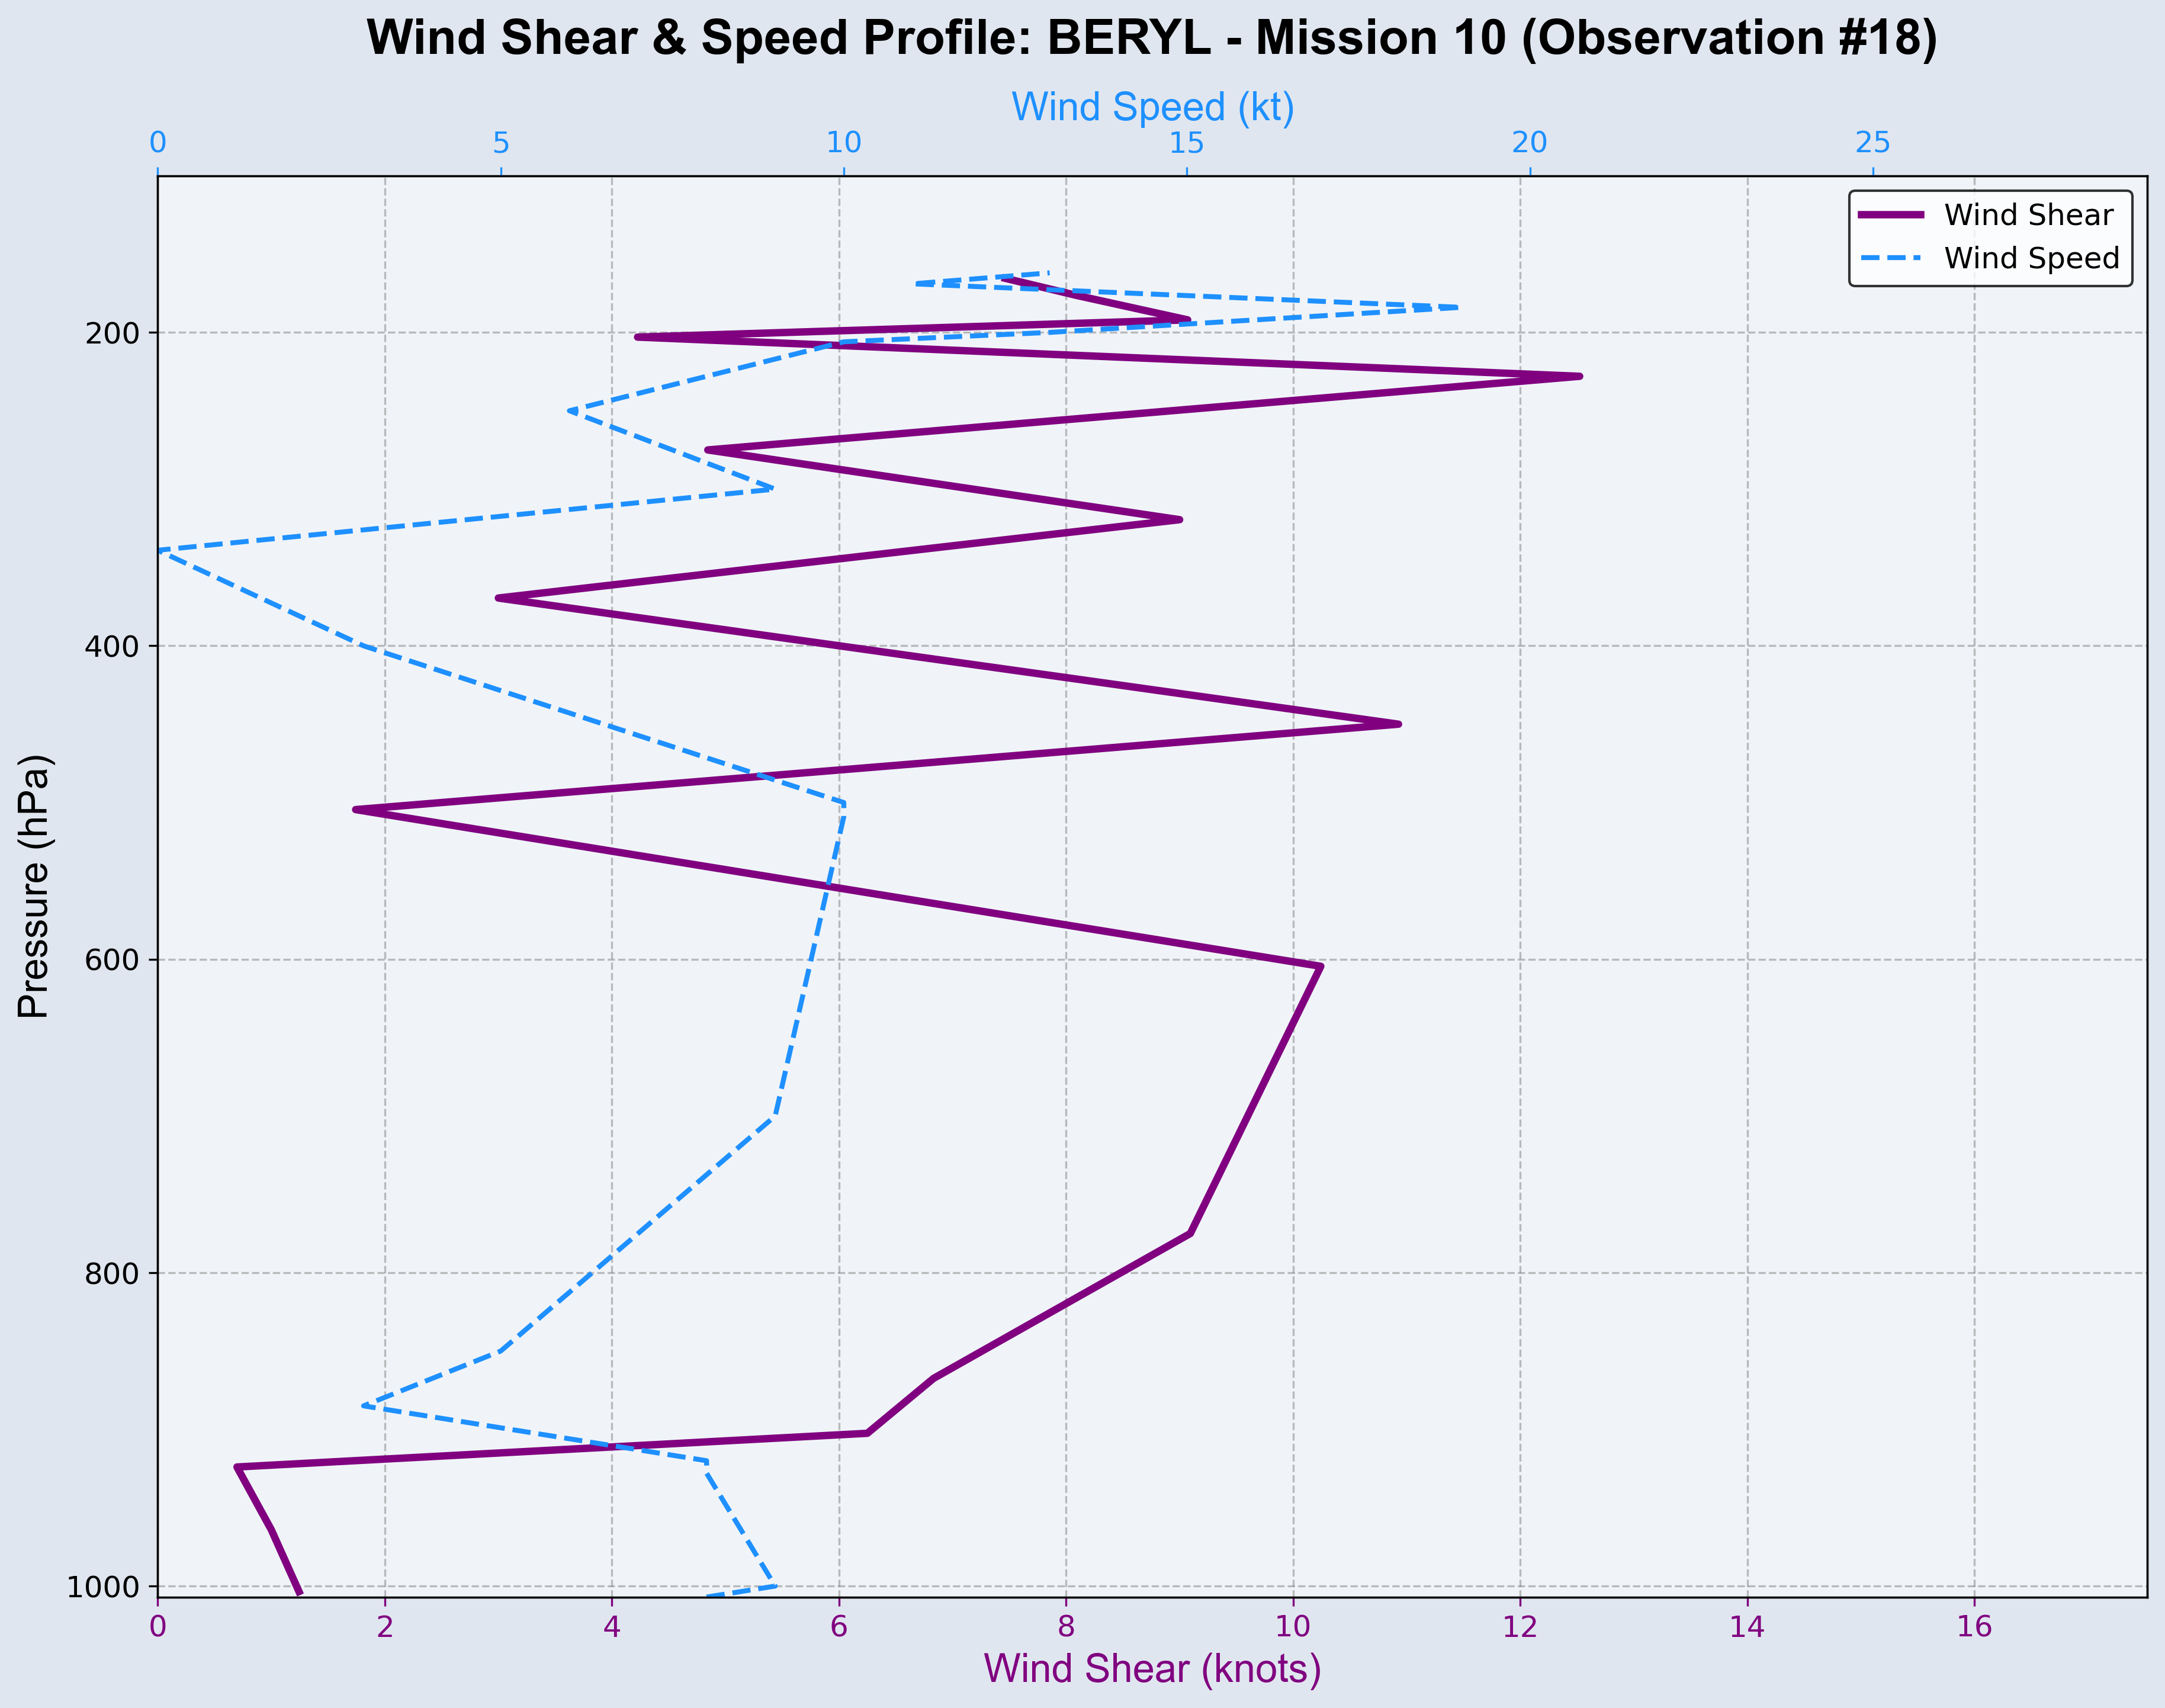 Wind Shear & Speed Profile: BERYL - Mission 10 (Observation #18)
Wind Speed (kt)
0 5 10 15 20 25
Wind Shear
Wind Speed
200
400
600
800
1000
Pressure (hPa)
0 2 4 6 8 10 12 14 16
Wind Shear (knots)